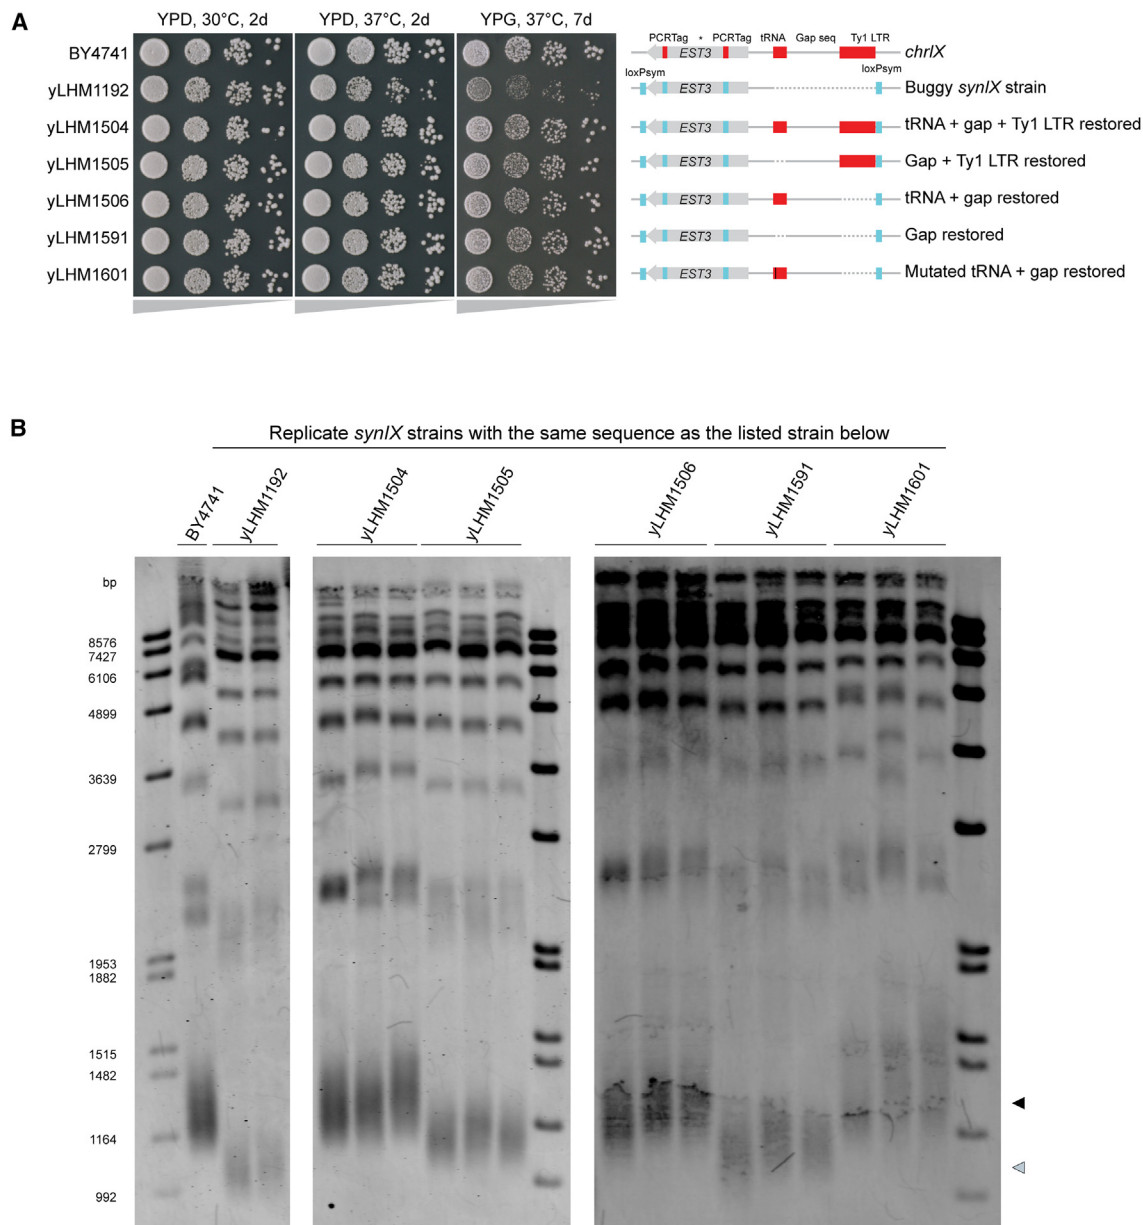 A
YPD, 30°C, 2d
YPD, 37°C, 2d
YPG, 37°C, 7d
BY4741
yLHM1192
yLHM1504
yLHM1505
yLHM1506
yLHM1591
yLHM1601
PCRTag * PCRTag tRNA Gap seq Ty1 LTR
EST3 chrIX
loxPsym loxPsym
EST3 Buggy synIX strain
EST3 tRNA + gap + Ty1 LTR restored
EST3 Gap + Ty1 LTR restored
EST3 tRNA + gap restored
EST3 Gap restored
EST3 Mutated tRNA + gap restored
B
Replicate synIX strains with the same sequence as the listed strain below
BY4741
yLHM1192
yLHM1504
yLHM1505
yLHM1506
yLHM1591
yLHM1601
bp
8576
7427
6106
4899
3639
2799
1953
1882
1515
1482
1164
992